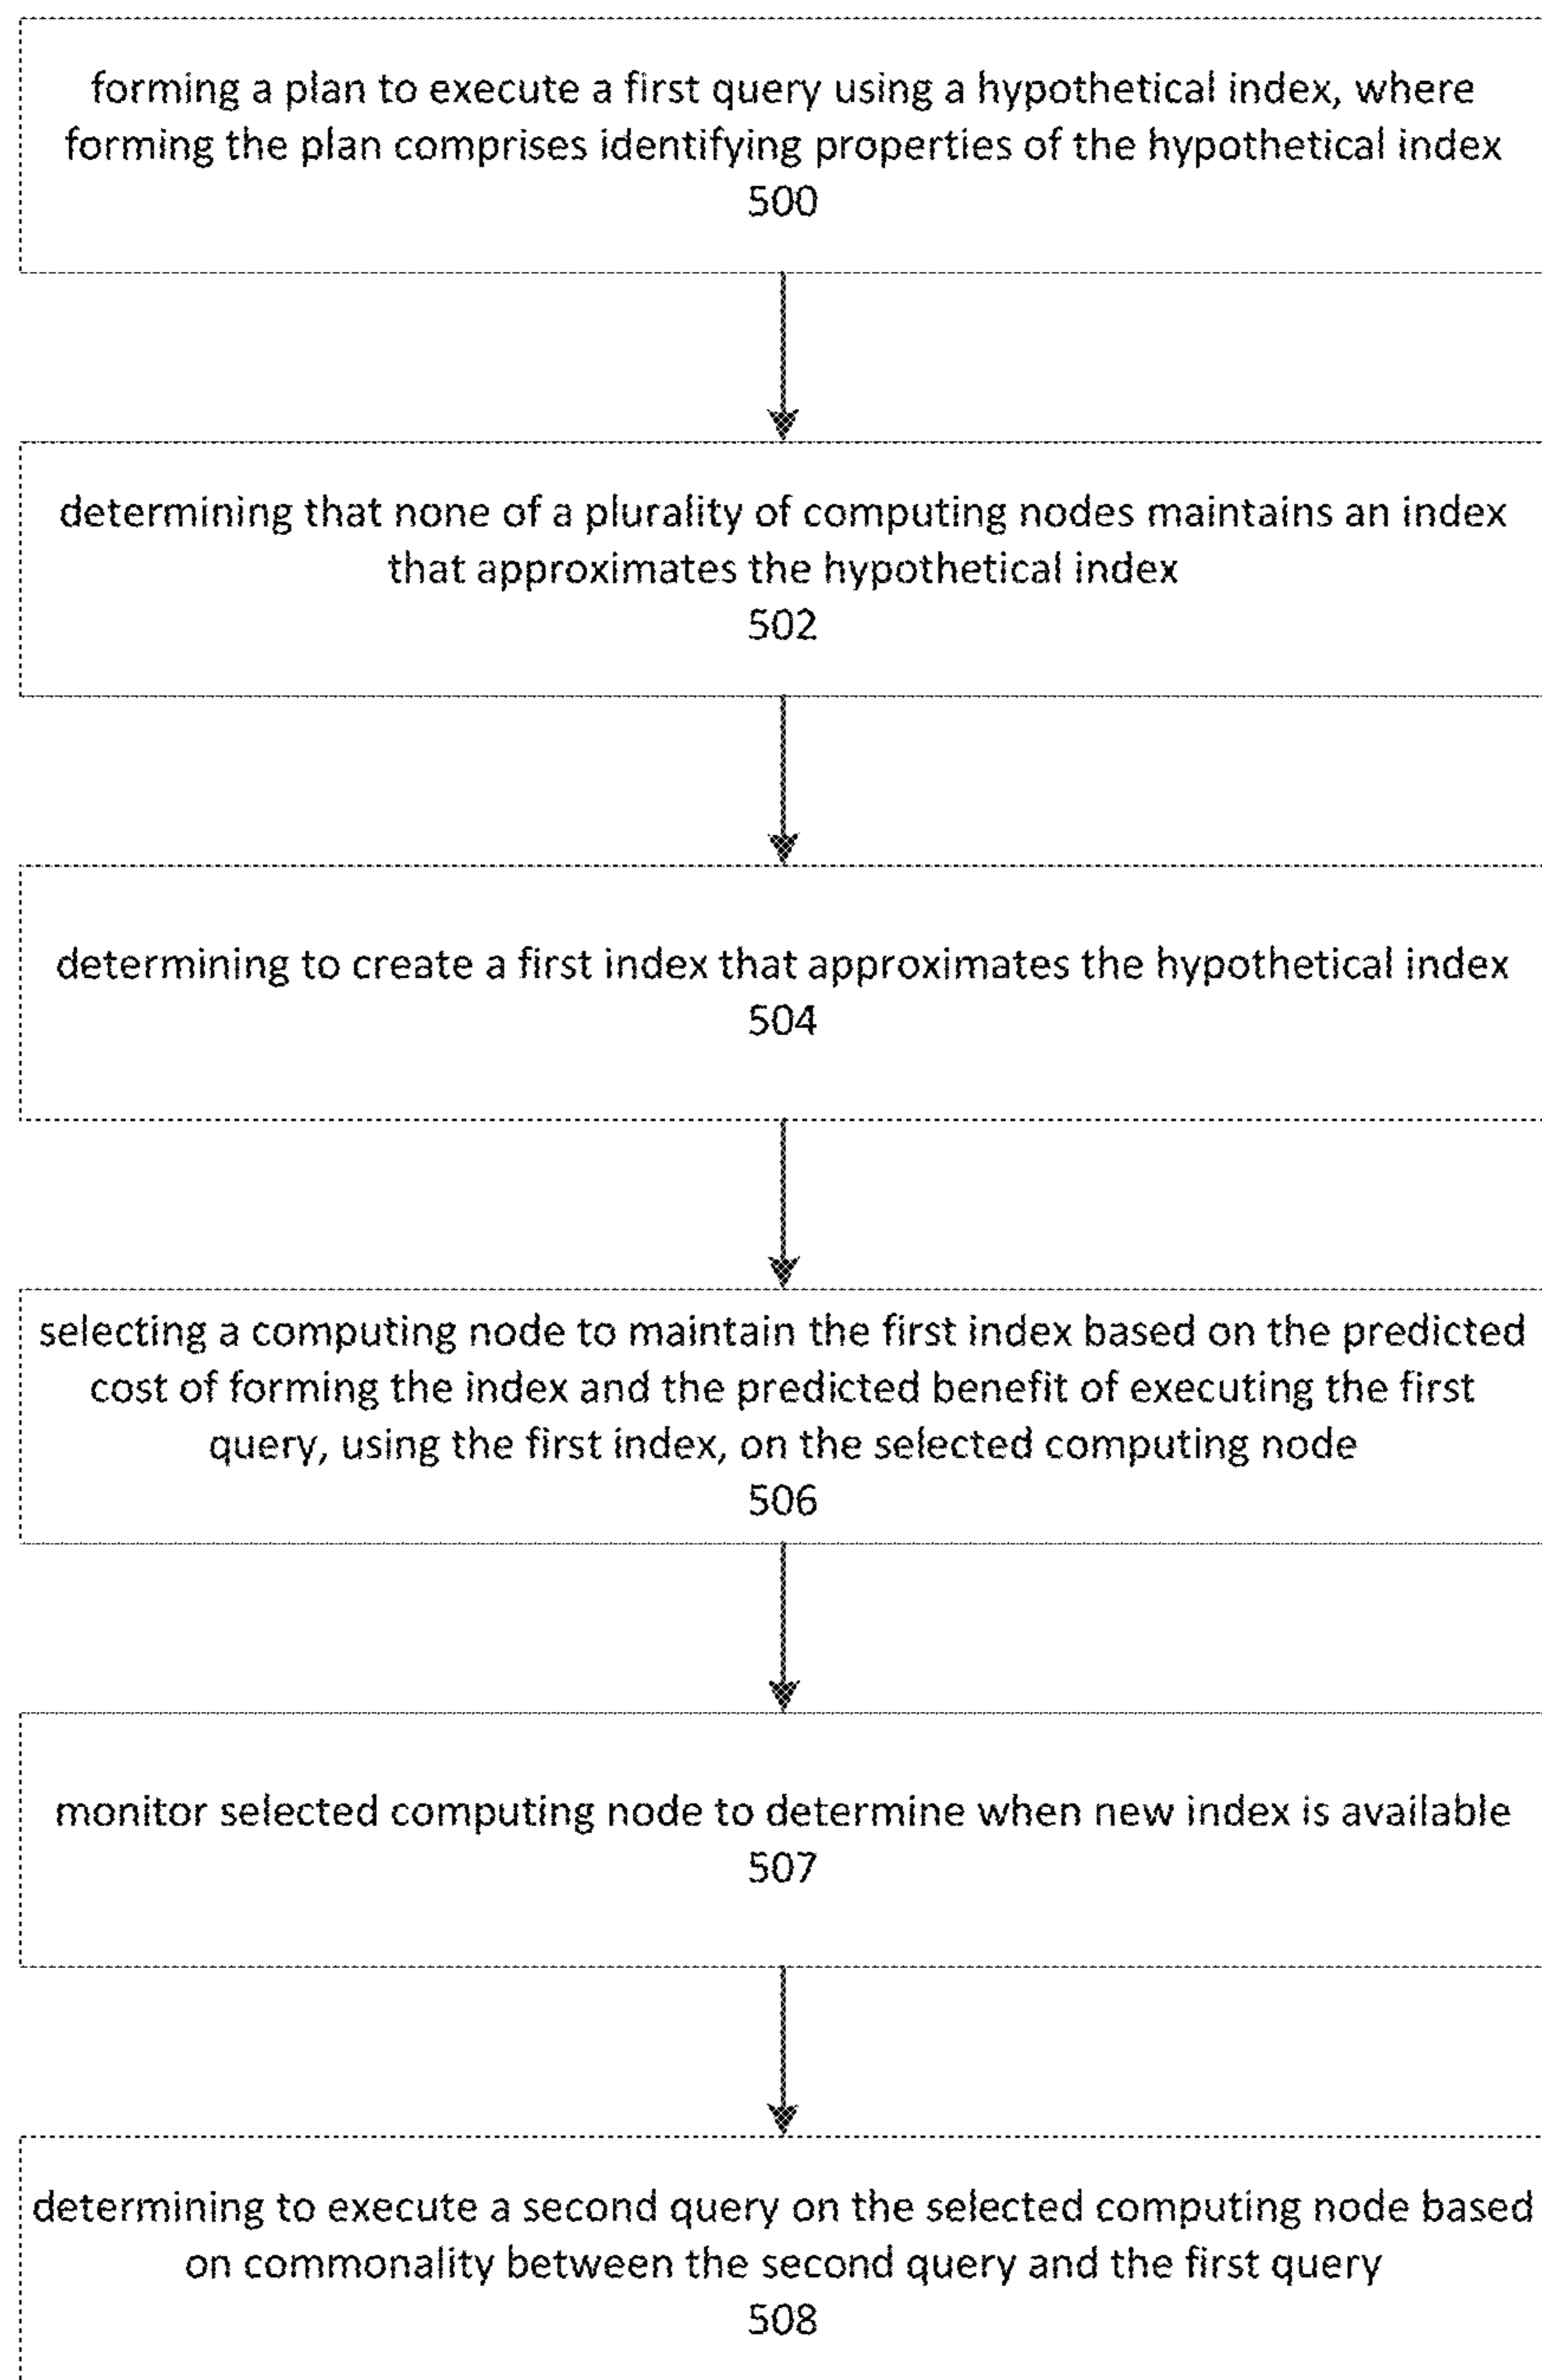 forming a plan to execute a first query using a hypothetical index, where
forming the plan comprises identifying properties of the hypothetical index
500
determining that none of a plurality of computing nodes maintains an index
that approximates the hypothetical index
502
determining to create a first index that approximates the hypothetical index
504
selecting a computing node to maintain the first index based on the predicted
cost of forming the index and the predicted benefit of executing the first
query, using the first index, on the selected computing node
506
monitor selected computing node to determine when new index is available
507
determining to execute a second query on the selected computing node based
on commonality between the second query and the first query
508